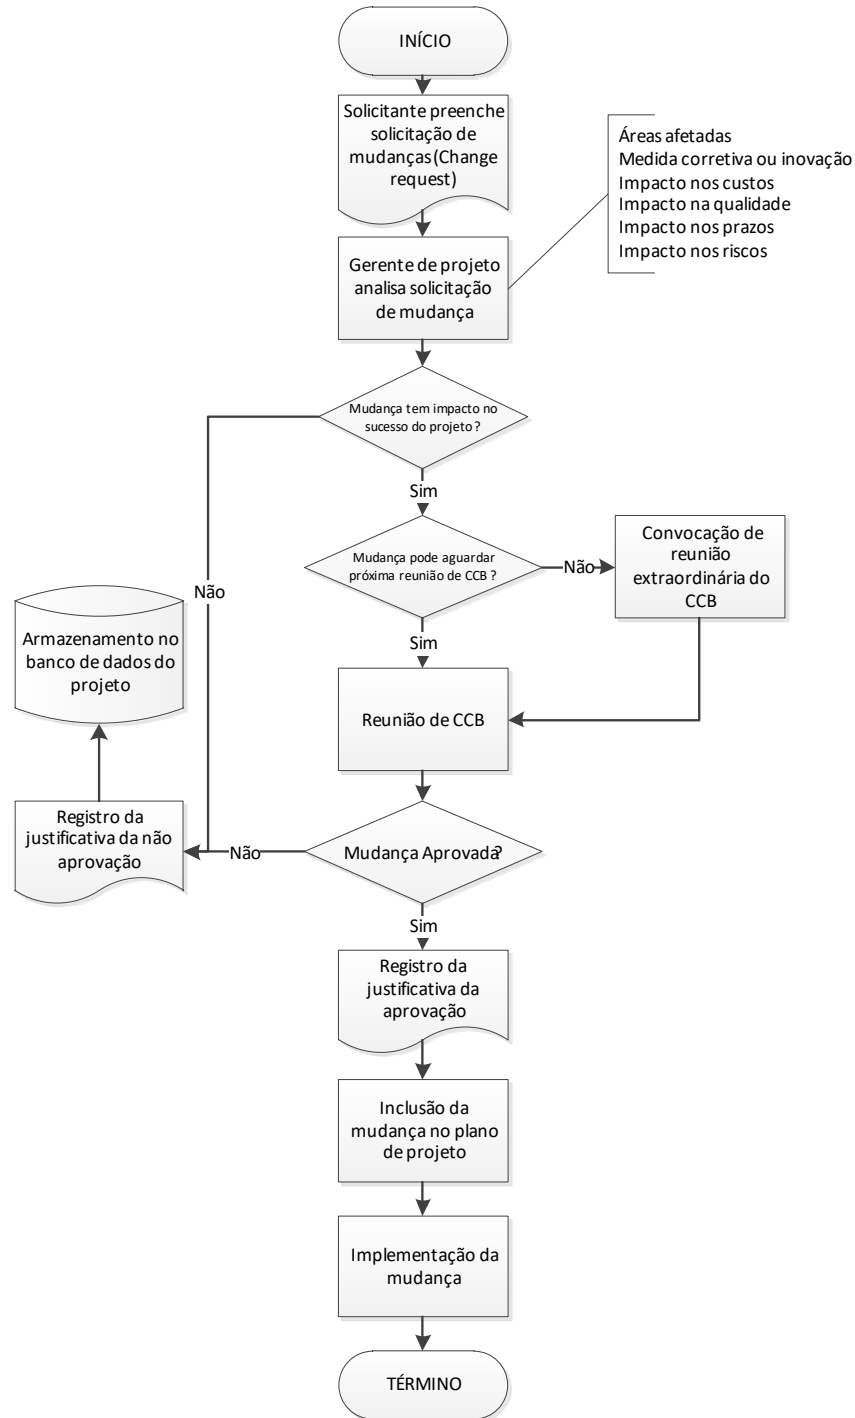 INÍCIO
Solicitante preenche
solicitação de
mudanças (Change
request)
Áreas afetadas
Medida corretiva ou inovação
Impacto nos custos
Impacto na qualidade
Impacto nos prazos
Impacto nos riscos
Gerente de projeto
analisa solicitação
de mudança
Mudança tem impacto no
sucesso do projeto ?
Sim
Mudança pode aguardar
próxima reunião de CCB ?
Não
Convocação de
reunião
extraordinária do
CCB
Não
Sim
Armazenamento no
banco de dados do
projeto
Reunião de CCB
Registro da
justificativa da não
aprovação
Não
Mudança Aprovada?
Sim
Registro da
justificativa da
aprovação
Inclusão da
mudança no plano
de projeto
Implementação da
mudança
TÉRMINO